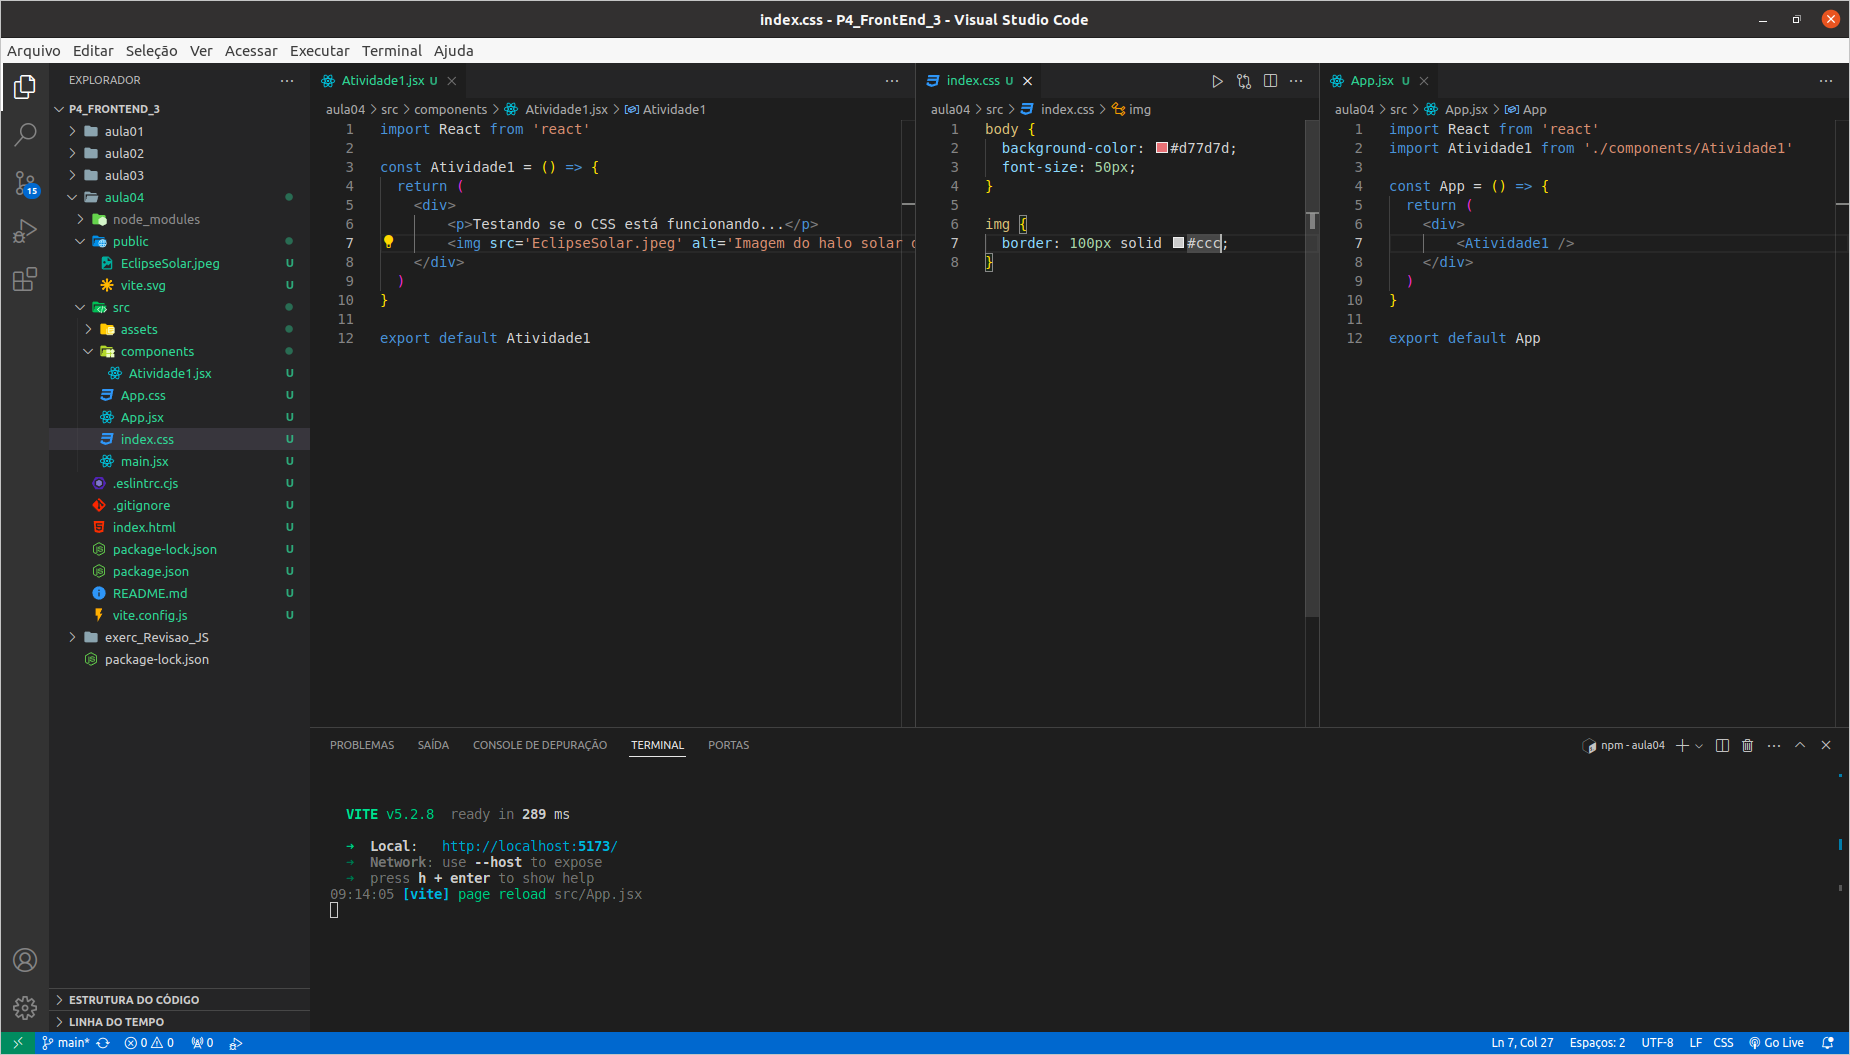 index.css - P4_FrontEnd_3 - Visual Studio Code
Arquivo Editar Seleção Ver Acessar Executar Terminal Ajuda
EXPLORADOR
P4_FRONTEND_3
aula01
aula02
aula03
aula04
node_modules
public
EclipseSolar.jpeg U
vite.svg U
src
assets
components
Atividade1.jsx U
App.css U
App.jsx U
index.css U
main.jsx U
.eslintrc.cjs U
.gitignore U
index.html U
package-lock.json U
package.json U
README.md U
vite.config.js U
exerc_Revisao_JS
package-lock.json
ESTRUTURA DO CÓDIGO
LINHA DO TEMPO
15
Atividade1.jsx U
aula04 > src > components > Atividade1.jsx > Atividade1
1 import React from 'react'
2
3 const Atividade1 = () => {
4 return (
5 <div>
6 <p>Testando se o CSS está funcionando...</p>
7 <img src='EclipseSolar.jpeg' alt='Imagem do halo solar
8 </div>
9 )
10 }
11
12 export default Atividade1
index.css U
aula04 > src > index.css > img
1 body {
2 background-color: #d77d7d;
3 font-size: 50px;
4 }
5
6 img {
7 border: 100px solid #ccc;
8 }
App.jsx U
aula04 > src > App.jsx > App
1 import React from 'react'
2 import Atividade1 from './components/Atividade1'
3
4 const App = () => {
5 return (
6 <div>
7 <Atividade1 />
8 </div>
9 )
10 }
11
12 export default App
PROBLEMAS SAÍDA CONSOLE DE DEPURAÇÃO TERMINAL PORTAS
npm - aula04
VITE v5.2.8 ready in 289 ms
➜ Local: http://localhost:5173/
➜ Network: use --host to expose
➜ press h + enter to show help
09:14:05 [vite] page reload src/App.jsx
main* 0 0 0
Ln 7, Col 27 Espaços: 2 UTF-8 LF CSS Go Live